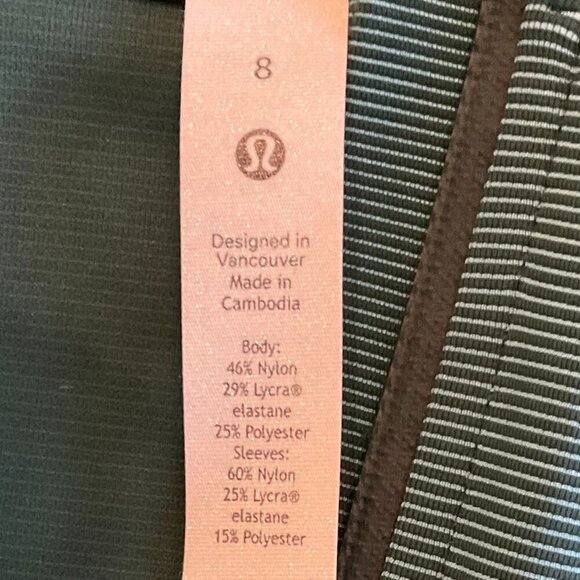 8
Designed in
Vancouver
Made in
Cambodia
Body:
46% Nylon
29% Lycra®
elastane
25% Polyester
Sleeves:
60% Nylon
25% Lycra®
elastane
15% Polyester